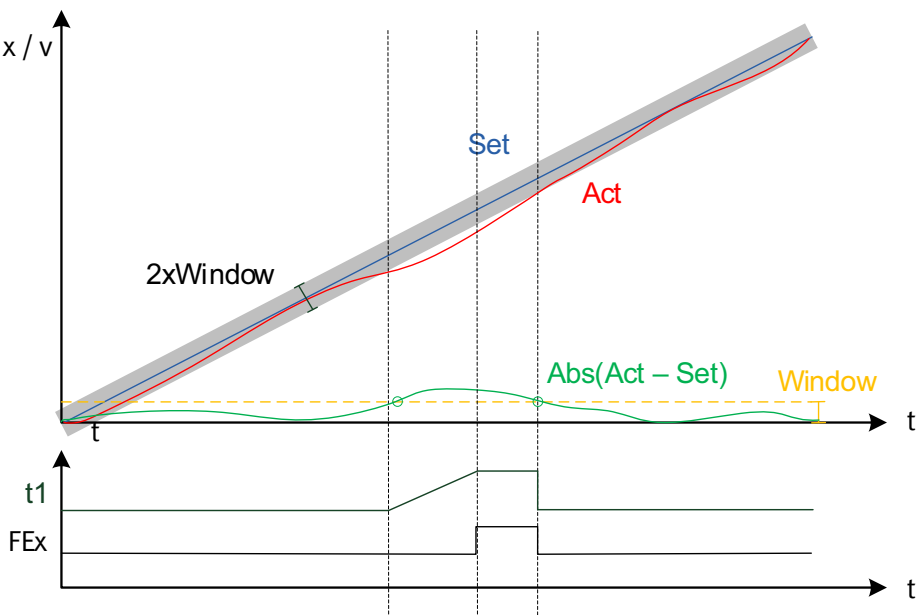 x / v
Set
Act
2xWindow
Abs(Act – Set)
Window
t
t
t1
FEx
t